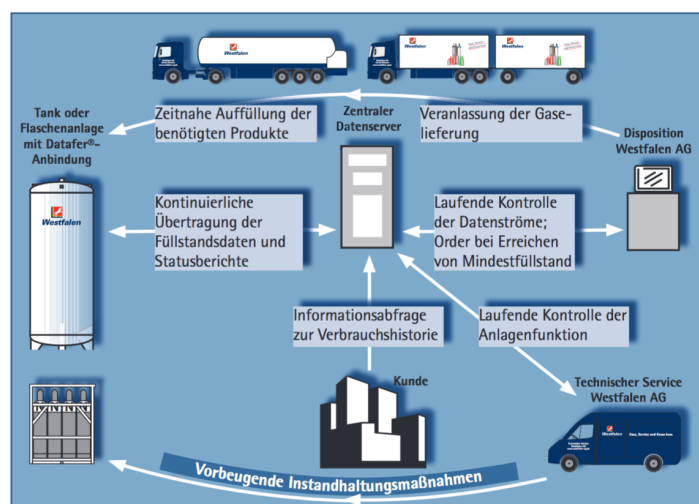 Westfalen
Westfalen
Tank oder
Flaschenanlage
mit Datafer®-
Anbindung
Zeitnahe Auffüllung der
benötigten Produkte
Zentraler
Datenserver
Veranlassung der Gase-
lieferung
Disposition
Westfalen AG
Westfalen
Kontinuierliche
Übertragung der
Füllstandsdaten und
Statusberichte
Laufende Kontrolle
der Datenströme;
Order bei Erreichen
von Mindestfüllstand
Informationsabfrage
zur Verbrauchshistorie
Laufende Kontrolle der
Anlagenfunktion
Kunde
Technischer Service
Westfalen AG
Westfalen
Vorbeugende Instandhaltungsmaßnahmen